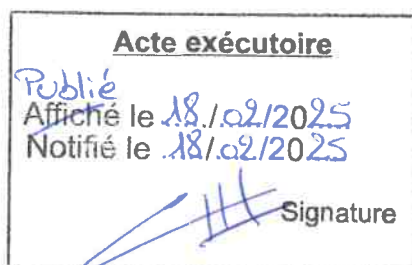 Acte exécutoire
Publié
Affiché le 18/02/2025
Notifié le 18/02/2025
Signature